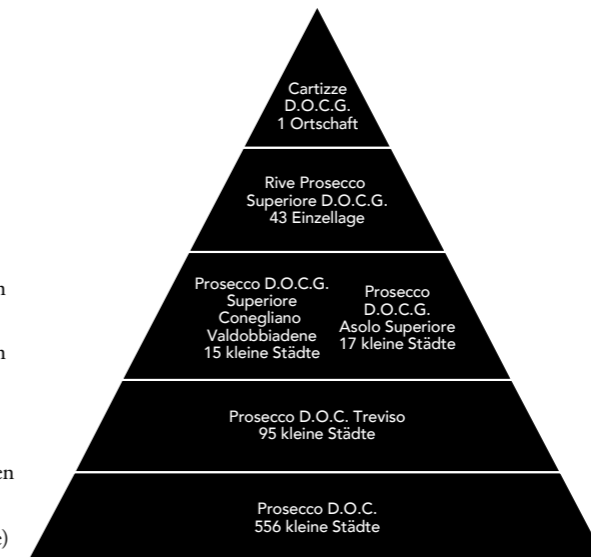 Cartizze
D.O.C.G.
1 Ortschaft
Rive Prosecco
Superiore D.O.C.G.
43 Einzellage
Prosecco D.O.C.G.
Superiore
Conegliano
Valdobbiadene
15 kleine Städte
Prosecco
D.O.C.G.
Asolo Superiore
17 kleine Städte
Prosecco D.O.C. Treviso
95 kleine Städte
Prosecco D.O.C.
556 kleine Städte